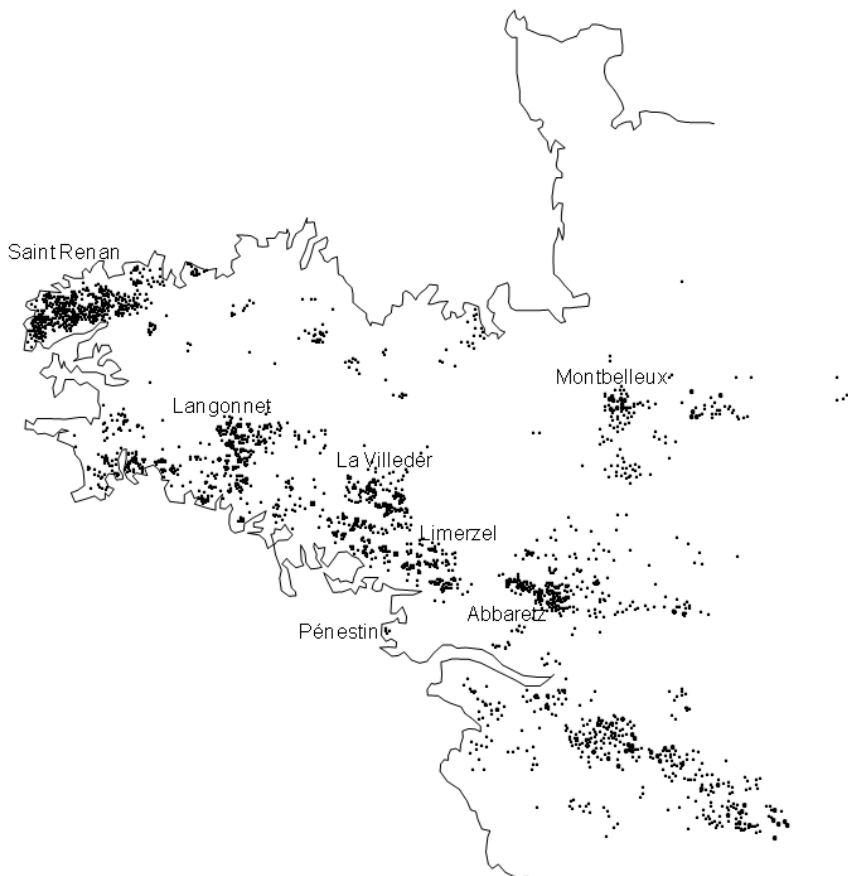 Saint Renan
Montbelleux
Langonnet
La Villeder
Limerzel
Abbaretz
Pénestin